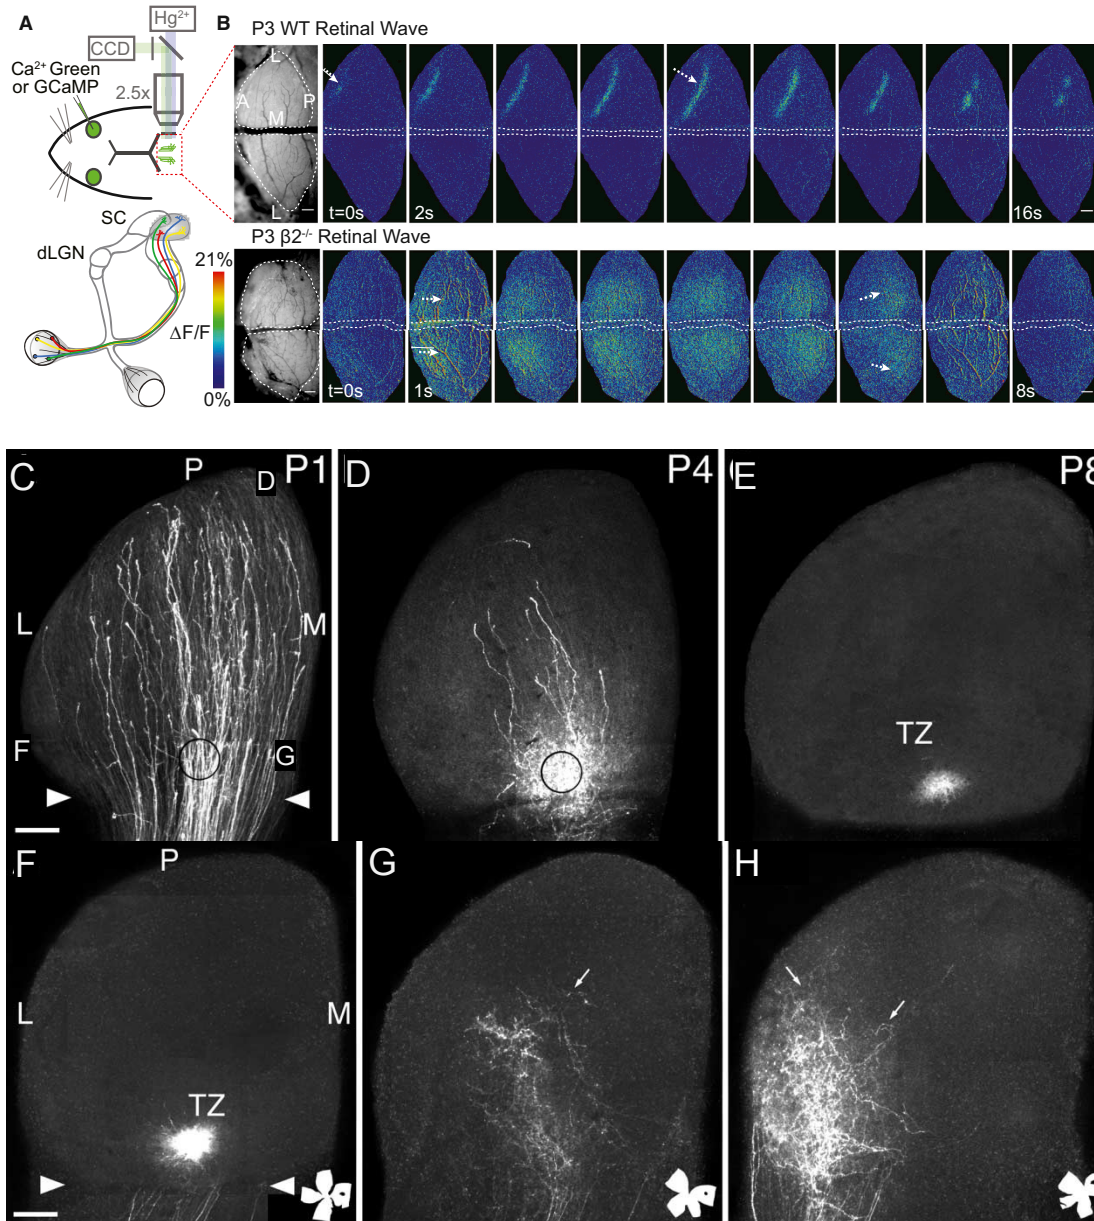 A
Hg2+
CCD
Ca2+ Green
or GCaMP
2.5x
SC
dLGN
21%
ΔF/F
0%
B
P3 WT Retinal Wave
L
A
P
M
L
t=0s
2s
16s
P3 β2-/- Retinal Wave
t=0s
1s
8s
C
P
D
P1
L
M
F
G
D
P4
E
P8
TZ
F
P
L
M
TZ
G
H